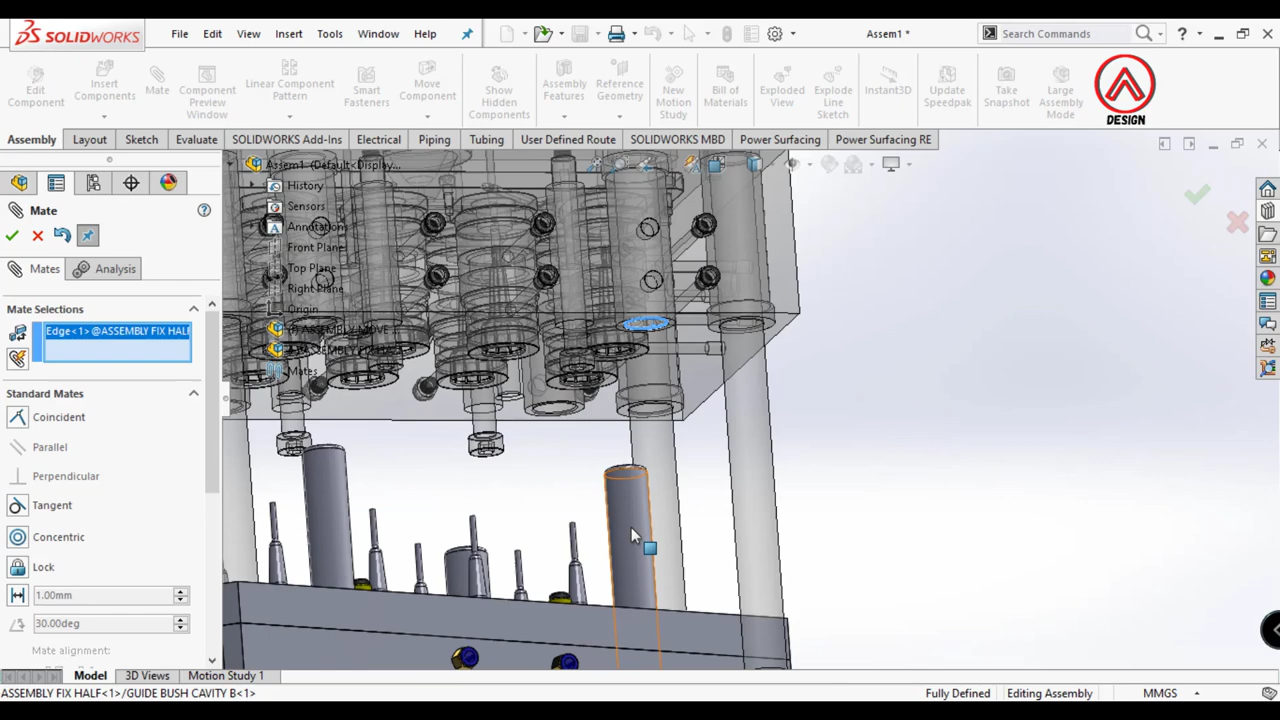 SOLIDWORKS File Edit View Insert Tools Window Help Assem1 * Search Commands ?
Edit Component Insert Components Mate Component Preview Window Linear Component Pattern Smart Fasteners Move Component Show Hidden Components Assembly Features Reference Geometry New Motion Study Bill of Materials Exploded View Explode Line Sketch Instant3D Update Speedpak Take Snapshot Large Assembly Mode DESIGN
Assembly Layout Sketch Evaluate SOLIDWORKS Add-Ins Electrical Piping Tubing User Defined Route SOLIDWORKS MBD Power Surfacing Power Surfacing RE
Assem1 (Default<Display...
History
Sensors
Annotations
Front Plane
Top Plane
Right Plane
Origin
Mates
Mate
Mates Analysis
Mate Selections
Edge<1>@ASSEMBLY FIX HALF
Standard Mates
Coincident
Parallel
Perpendicular
Tangent
Concentric
Lock
1.00mm
30.00deg
Mate alignment:
Model 3D Views Motion Study 1
ASSEMBLY FIX HALF<1>/GUIDE BUSH CAVITY B<1> Fully Defined Editing Assembly MMGS